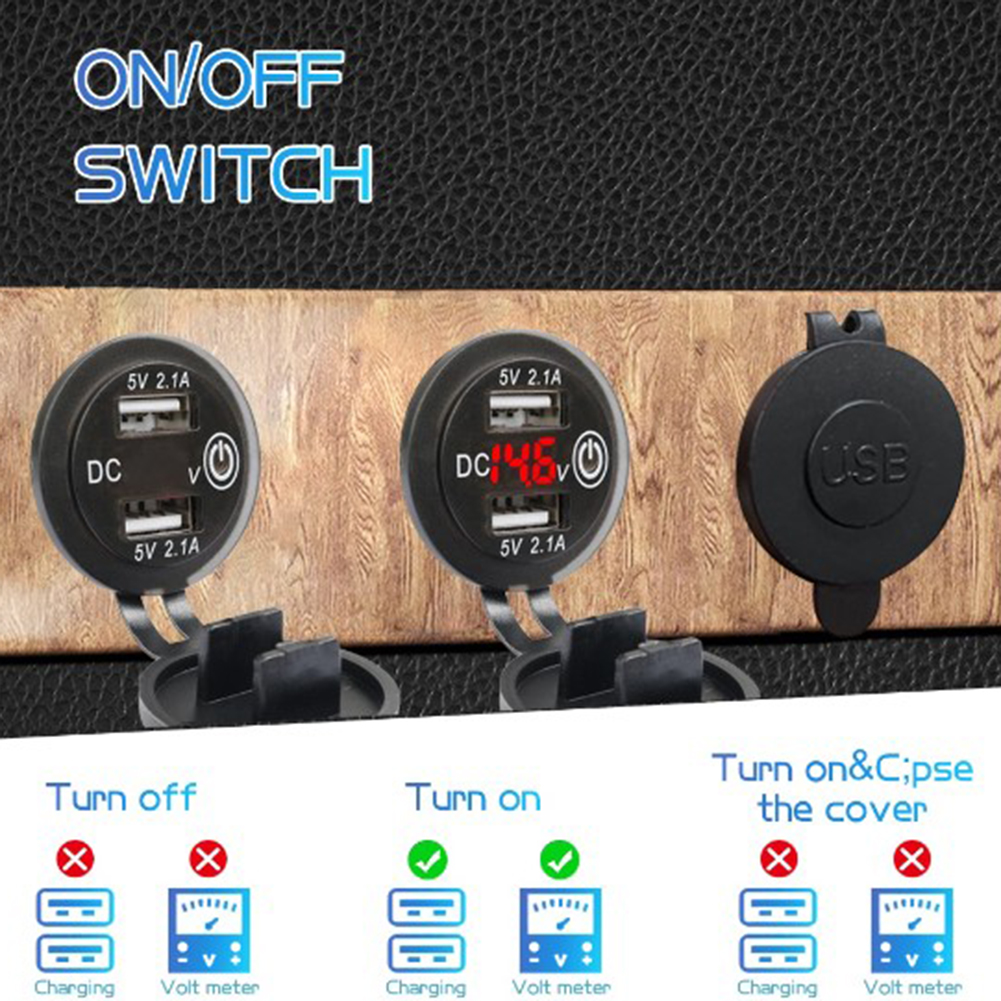 ON/OFF
SWITCH
5V 2.1A
DC V
5V 2.1A
5V 2.1A
DC 14.6 V
5V 2.1A
USB
Turn off
Turn on
Turn on&C;pse
the cover
- V +
Charging Volt meter
- V +
Charging Volt meter
- V +
Charging Volt meter